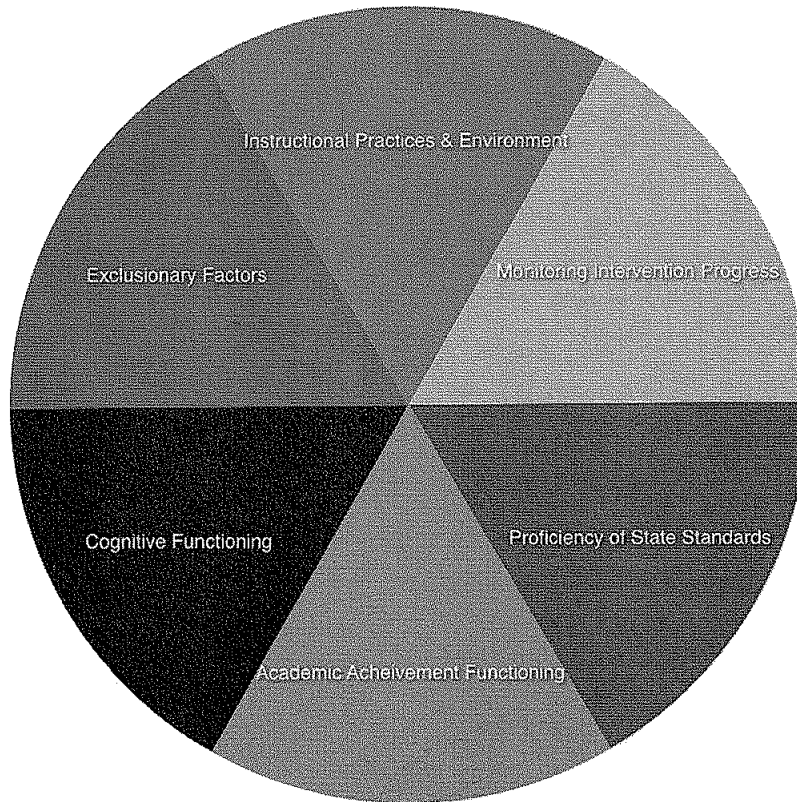 Instructional Practices & Environment
Monitoring Intervention Progress
Exclusionary Factors
Proficiency of State Standards
Cognitive Functioning
Academic Acheivement Functioning